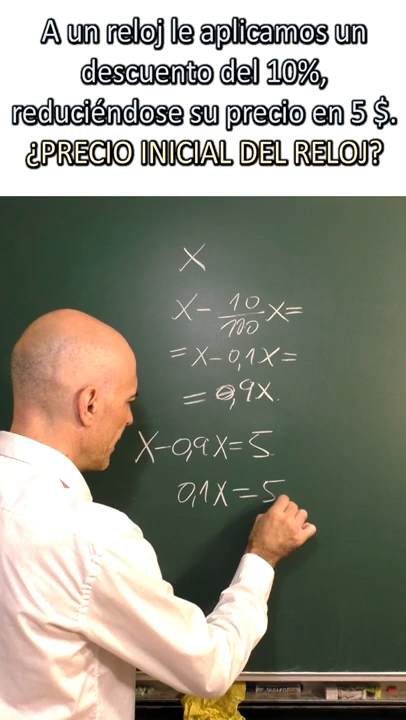 A un reloj le aplicamos un
descuento del 10%,
reduciéndose su precio en 5 $.
¿PRECIO INICIAL DEL RELOJ?
X
X - 10/100 X =
= X - 0,1X =
= 0,9X.
X - 0,9X = 5.
0,1X = 5